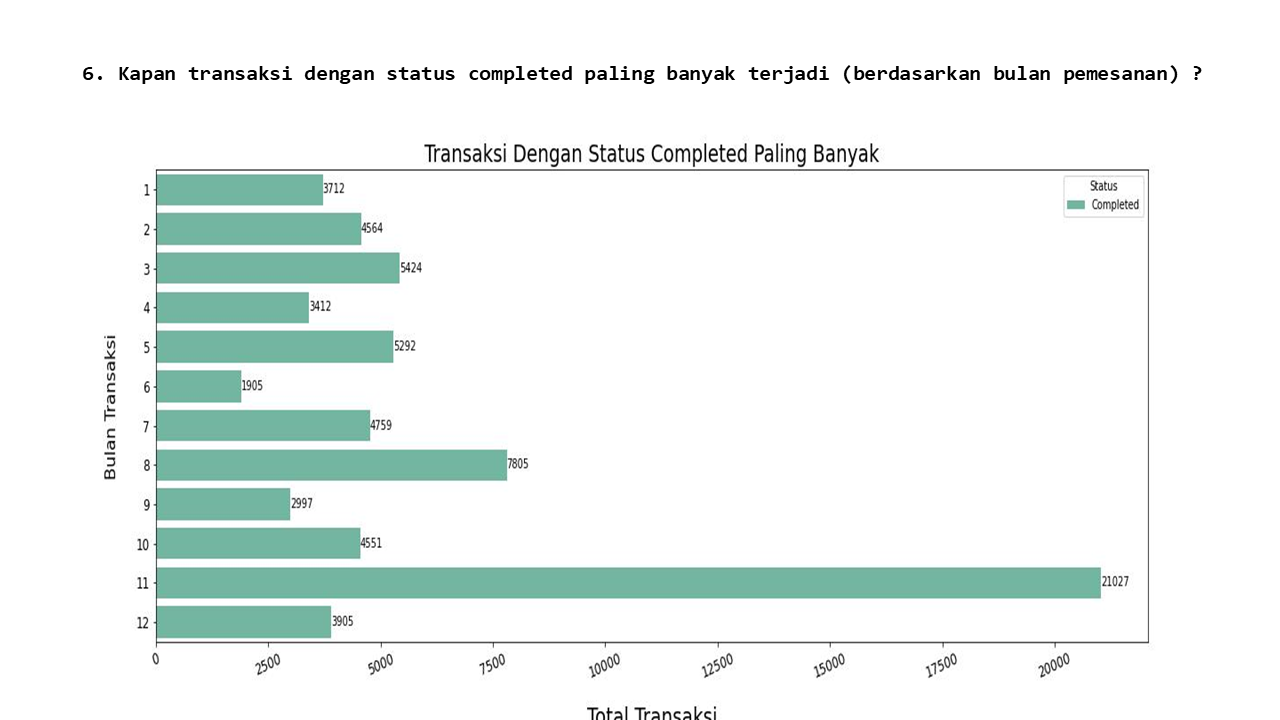 6. Kapan transaksi dengan status completed paling banyak terjadi (berdasarkan bulan pemesanan) ?
Transaksi Dengan Status Completed Paling Banyak
Status
Completed
Bulan Transaksi
1 3712
2 4564
3 5424
4 3412
5 5292
6 1905
7 4759
8 7805
9 2997
10 4551
11 21027
12 3905
0 2500 5000 7500 10000 12500 15000 17500 20000
Total Transaksi